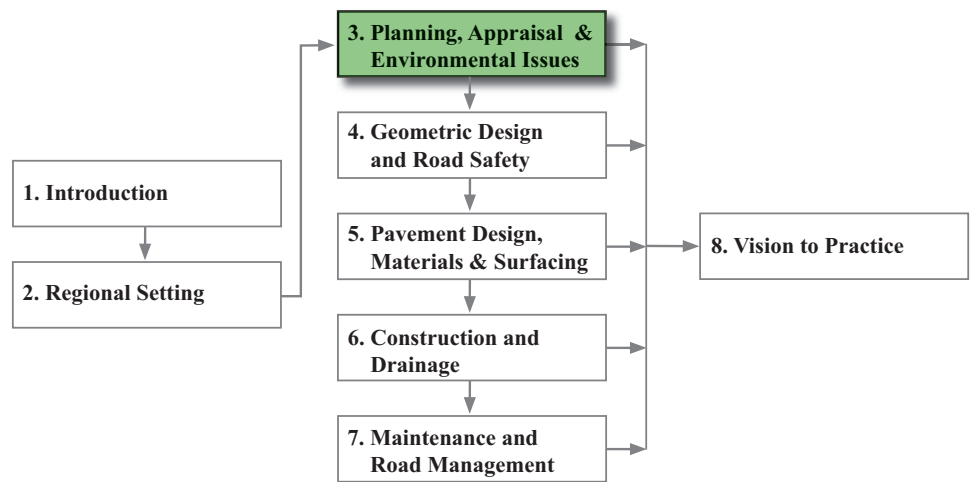 1. Introduction
2. Regional Setting
3. Planning, Appraisal &
Environmental Issues
4. Geometric Design
and Road Safety
5. Pavement Design,
Materials & Surfacing
6. Construction and
Drainage
7. Maintenance and
Road Management
8. Vision to Practice